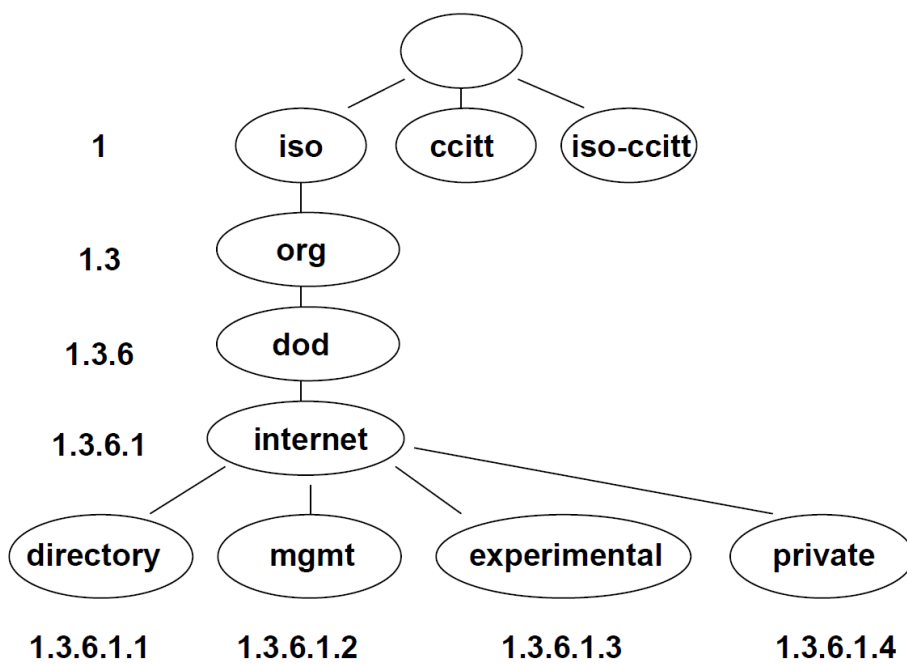 1 iso ccitt iso-ccitt
1.3 org
1.3.6 dod
1.3.6.1 internet
directory mgmt experimental private
1.3.6.1.1 1.3.6.1.2 1.3.6.1.3 1.3.6.1.4